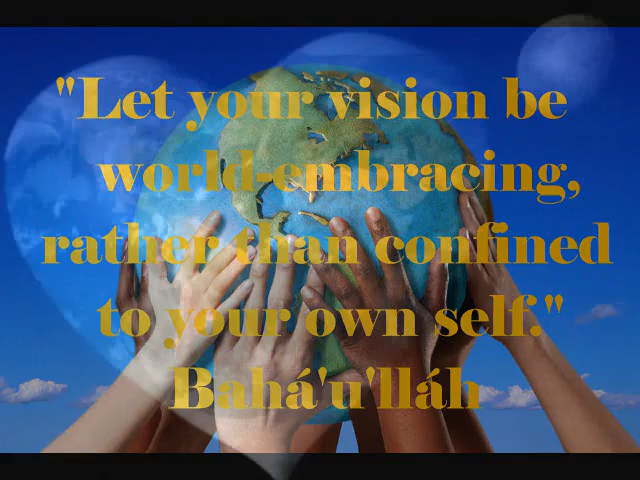 "Let your vision be
world-embracing,
rather than confined
to your own self."
Bahá'u'lláh